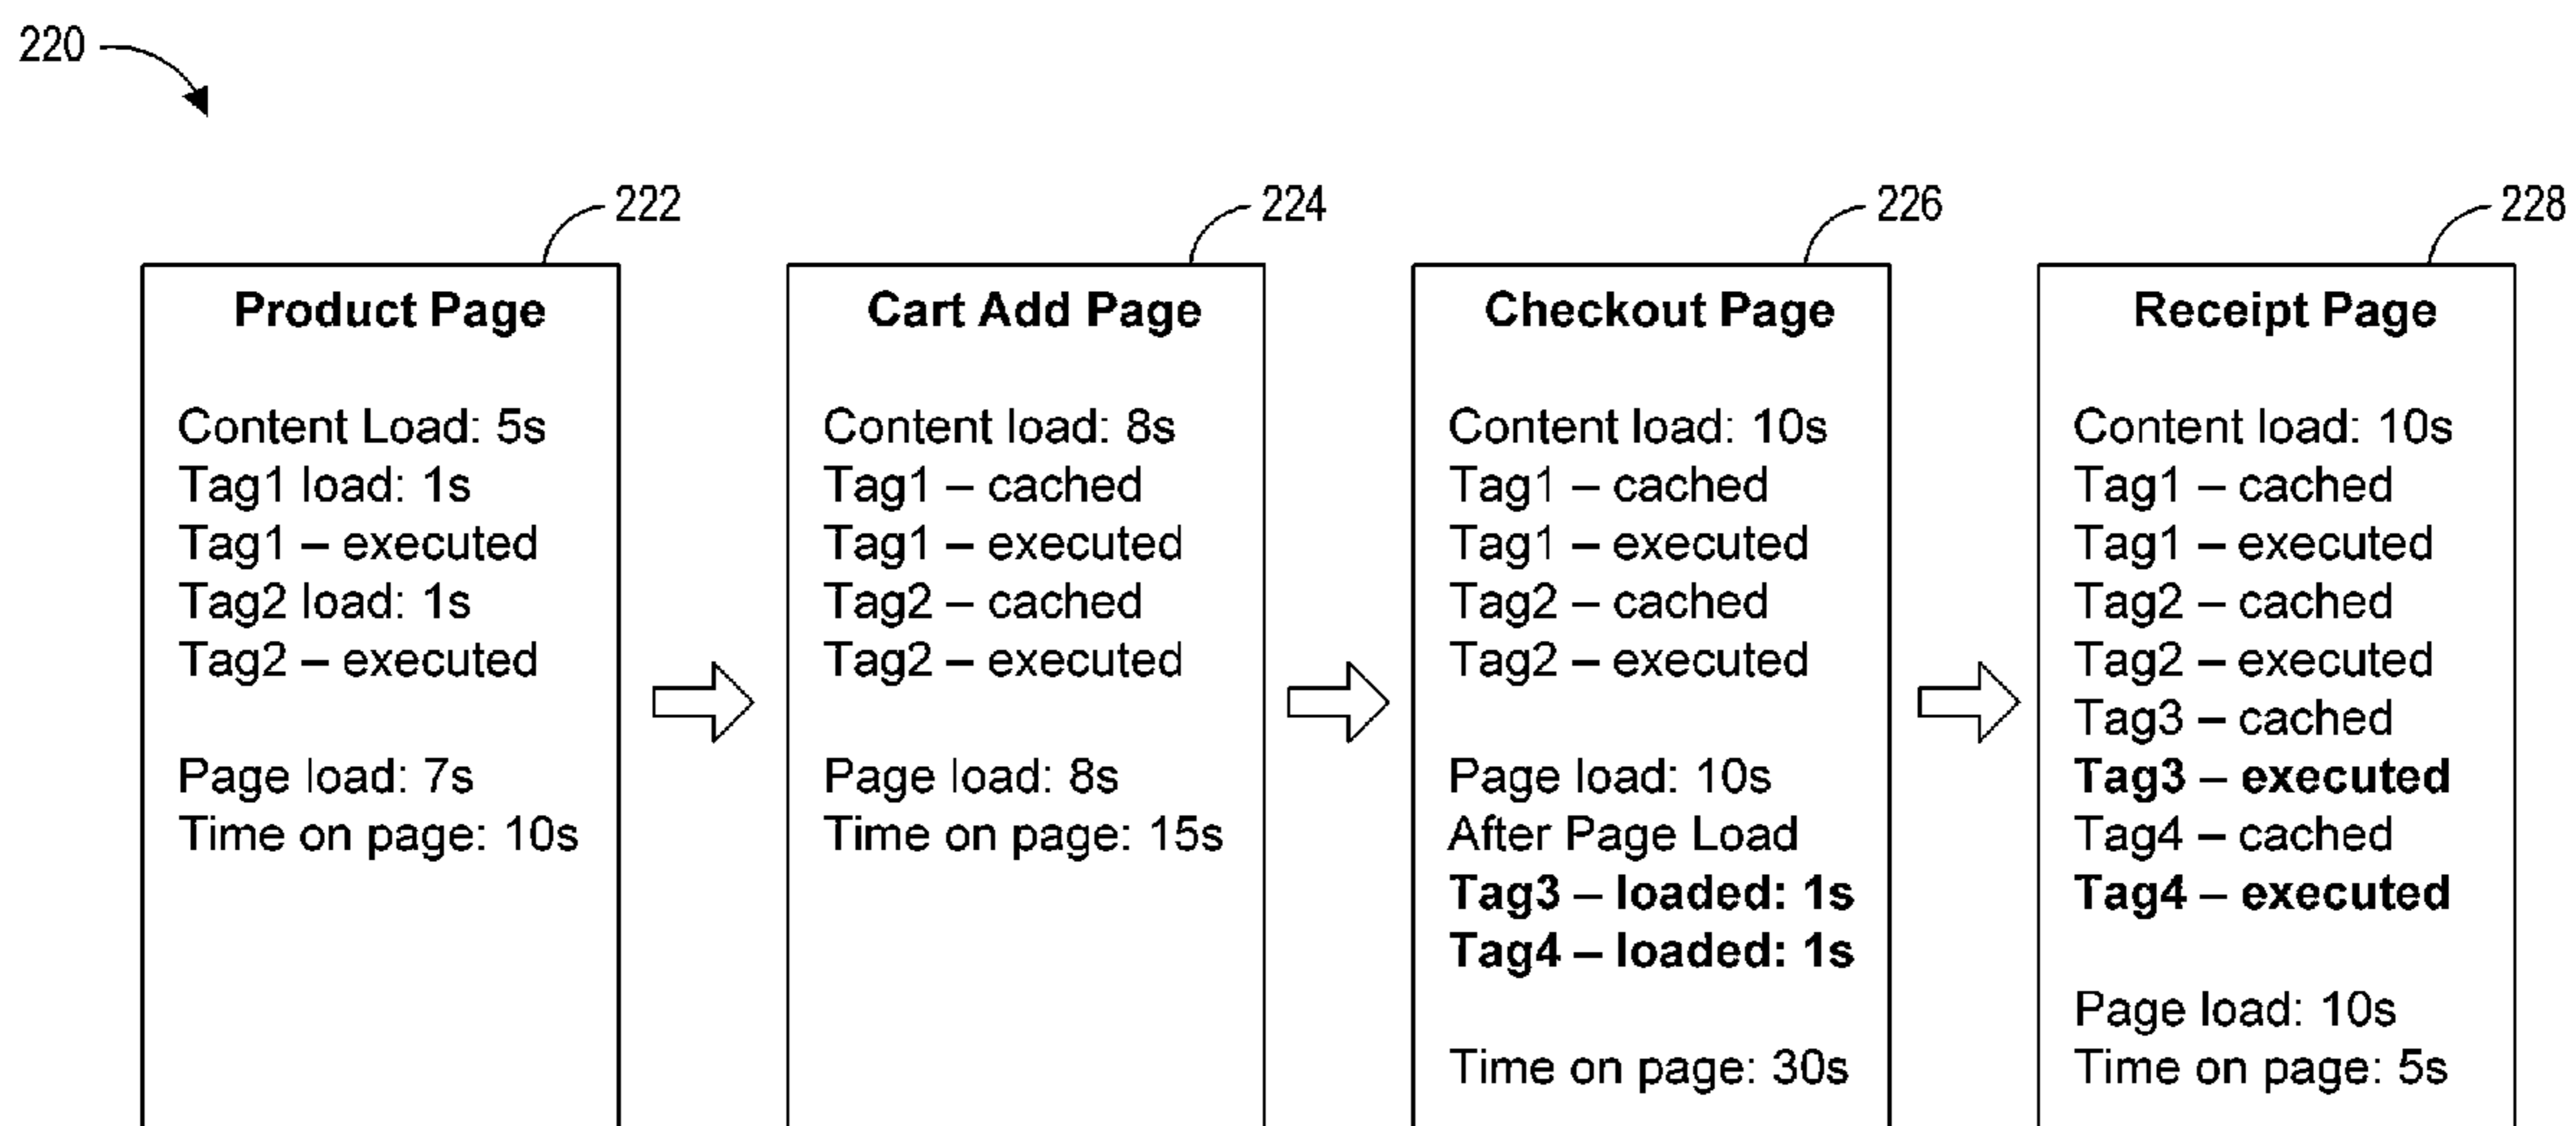 220
222
Product Page
Content Load: 5s
Tag1 load: 1s
Tag1 – executed
Tag2 load: 1s
Tag2 – executed
Page load: 7s
Time on page: 10s
224
Cart Add Page
Content load: 8s
Tag1 – cached
Tag1 – executed
Tag2 – cached
Tag2 – executed
Page load: 8s
Time on page: 15s
226
Checkout Page
Content load: 10s
Tag1 – cached
Tag1 – executed
Tag2 – cached
Tag2 – executed
Page load: 10s
After Page Load
Tag3 – loaded: 1s
Tag4 – loaded: 1s
Time on page: 30s
228
Receipt Page
Content load: 10s
Tag1 – cached
Tag1 – executed
Tag2 – cached
Tag2 – executed
Tag3 – cached
Tag3 – executed
Tag4 – cached
Tag4 – executed
Page load: 10s
Time on page: 5s